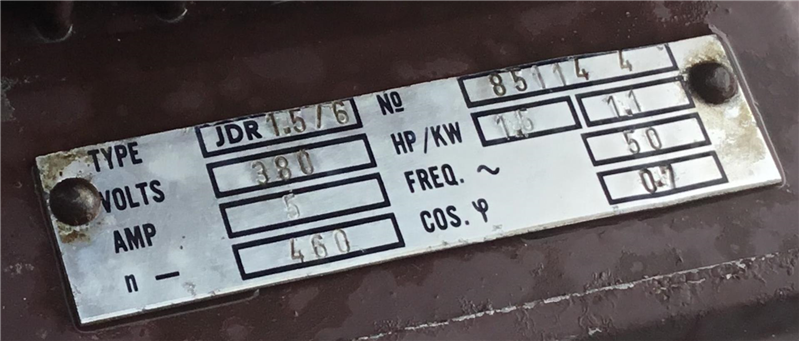 TYPE JDR 1.5/6 Nº 85114 4
VOLTS 380 HP/KW 1.5 1.1
AMP 5 FREQ. ~ 50
n — 460 COS. φ 0.7